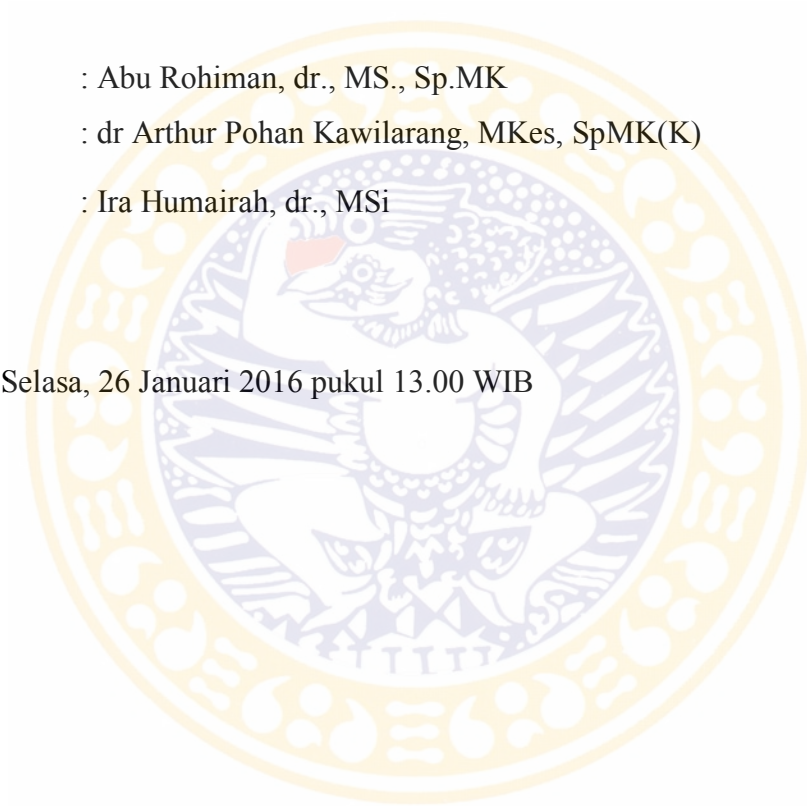 : Abu Rohiman, dr., MS., Sp.MK
: dr Arthur Pohan Kawilarang, MKes, SpMK(K)
: Ira Humairah, dr., MSi
Selasa, 26 Januari 2016 pukul 13.00 WIB